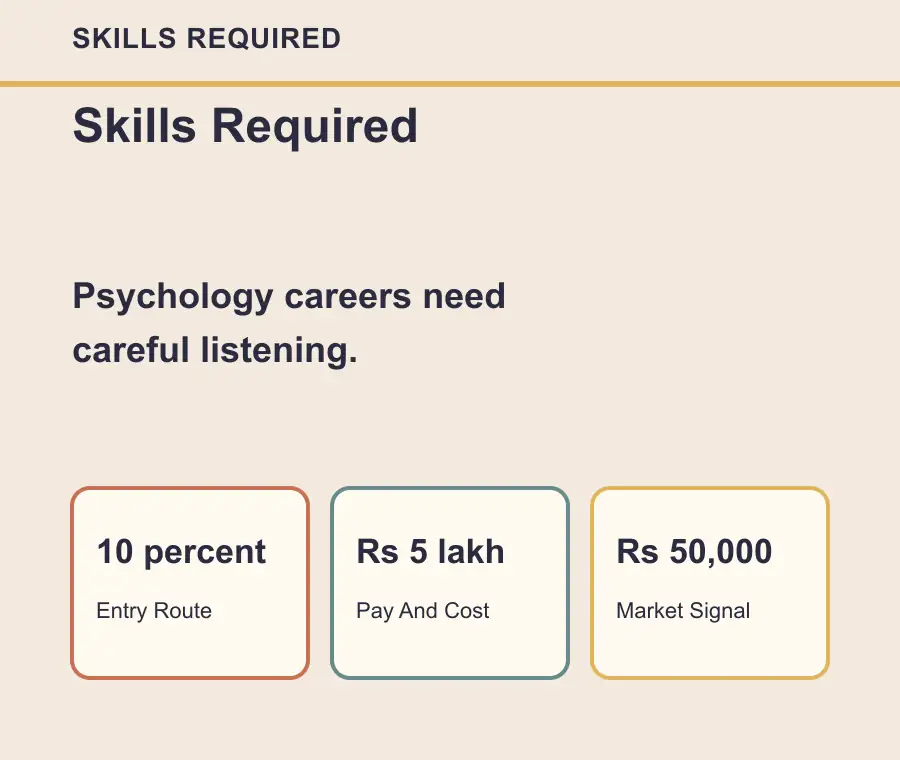 SKILLS REQUIRED
Skills Required
Psychology careers need
careful listening.
10 percent
Entry Route
Rs 5 lakh
Pay And Cost
Rs 50,000
Market Signal